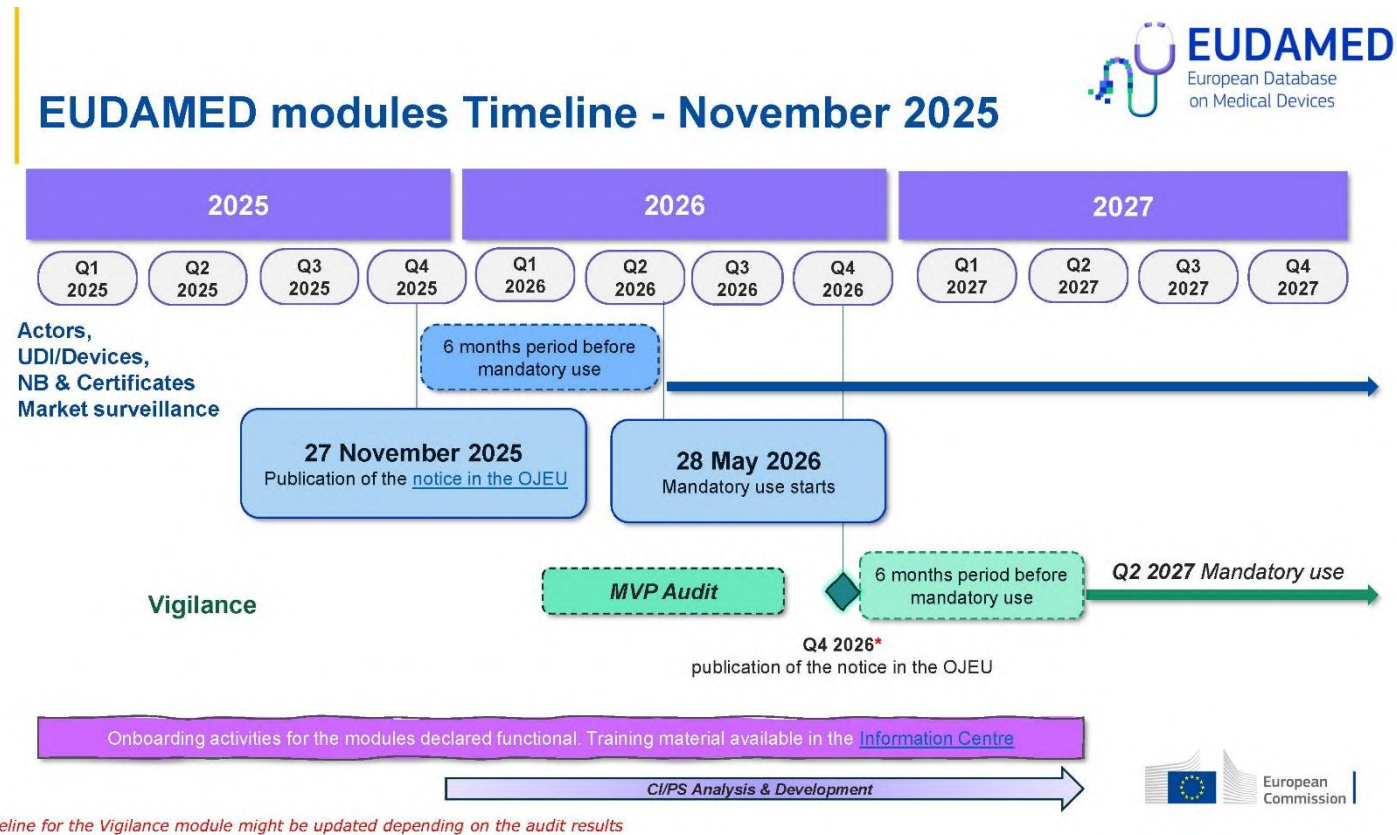 EUDAMED
European Database
on Medical Devices
EUDAMED modules Timeline - November 2025
2025
2026
2027
Q1
2025
Q2
2025
Q3
2025
Q4
2025
Q1
2026
Q2
2026
Q3
2026
Q4
2026
Q1
2027
Q2
2027
Q3
2027
Q4
2027
Actors,
UDI/Devices,
NB & Certificates
Market surveillance
6 months period before
mandatory use
27 November 2025
Publication of the notice in the OJEU
28 May 2026
Mandatory use starts
Vigilance
MVP Audit
6 months period before
mandatory use
Q2 2027 Mandatory use
Q4 2026*
publication of the notice in the OJEU
Onboarding activities for the modules declared functional. Training material available in the Information Centre
CI/PS Analysis & Development
European
Commission
eline for the Vigilance module might be updated depending on the audit results